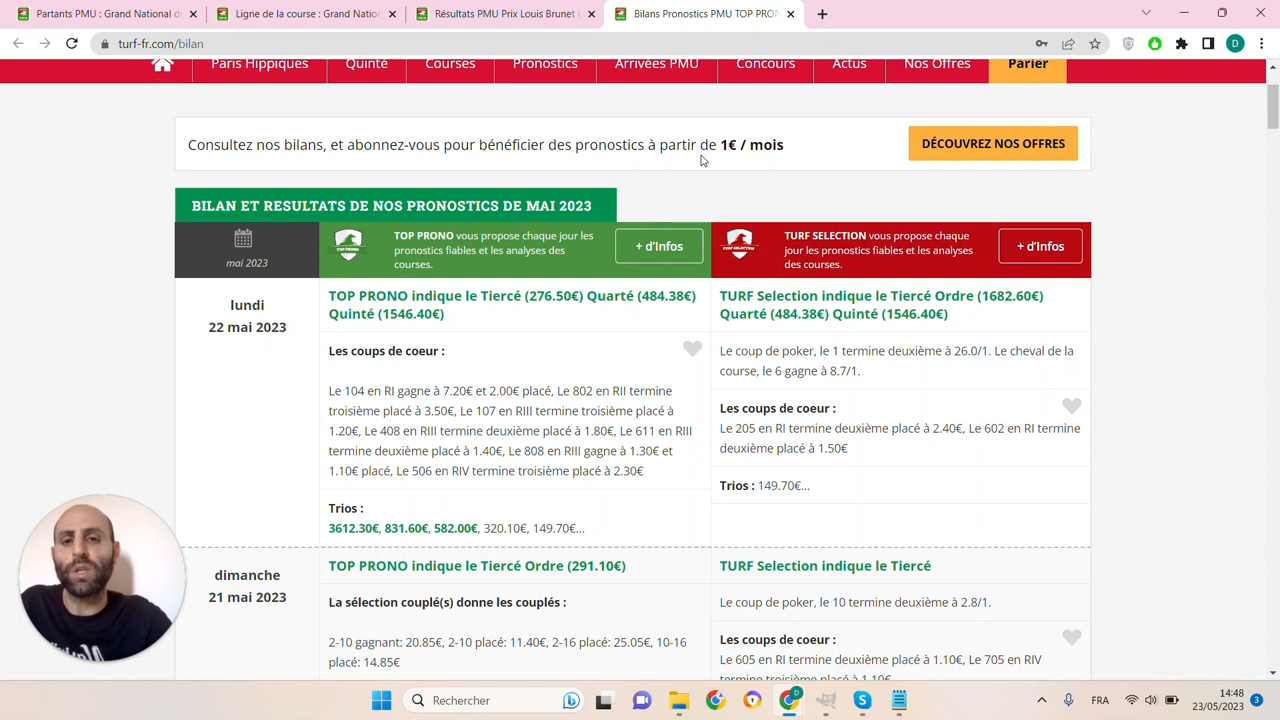 Partants PMU : Grand National d
Ligne de la course : Grand Natio
Résultats PMU Prix Louis Brunet
Bilans Pronostics PMU TOP PRON
turf-fr.com/bilan
D
Paris Hippiques
Quinté
Courses
Pronostics
Arrivées PMU
Concours
Actus
Nos Offres
Parier
Consultez nos bilans, et abonnez-vous pour bénéficier des pronostics à partir de 1€ / mois
DÉCOUVREZ NOS OFFRES
BILAN ET RESULTATS DE NOS PRONOSTICS DE MAI 2023
mai 2023
TOP PRONO
TOP PRONO vous propose chaque jour les
pronostics fiables et les analyses des
courses.
+ d'Infos
TURF SELECTION
TURF SELECTION vous propose chaque
jour les pronostics fiables et les analyses
des courses.
+ d'Infos
lundi
22 mai 2023
TOP PRONO indique le Tiercé (276.50€) Quarté (484.38€)
Quinté (1546.40€)
Les coups de coeur :
Le 104 en RI gagne à 7.20€ et 2.00€ placé, Le 802 en RII termine
troisième placé à 3.50€, Le 107 en RIII termine troisième placé à
1.20€, Le 408 en RIII termine deuxième placé à 1.80€, Le 611 en RIII
termine deuxième placé à 1.40€, Le 808 en RIII gagne à 1.30€ et
1.10€ placé, Le 506 en RIV termine troisième placé à 2.30€
Trios :
3612.30€, 831.60€, 582.00€, 320.10€, 149.70€...
TURF Selection indique le Tiercé Ordre (1682.60€)
Quarté (484.38€) Quinté (1546.40€)
Le coup de poker, le 1 termine deuxième à 26.0/1. Le cheval de la
course, le 6 gagne à 8.7/1.
Les coups de coeur :
Le 205 en RI termine deuxième placé à 2.40€, Le 602 en RI termine
deuxième placé à 1.50€
Trios : 149.70€...
dimanche
21 mai 2023
TOP PRONO indique le Tiercé Ordre (291.10€)
La sélection couplé(s) donne les couplés :
2-10 gagnant: 20.85€, 2-10 placé: 11.40€, 2-16 placé: 25.05€, 10-16
placé: 14.85€
TURF Selection indique le Tiercé
Le coup de poker, le 10 termine deuxième à 2.8/1.
Les coups de coeur :
Le 605 en RI termine deuxième placé à 1.10€, Le 705 en RIV
termine troisième placé à 1.10€
Rechercher
D
FRA
14:48
23/05/2023
3